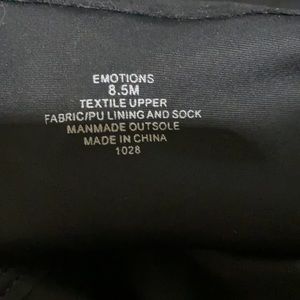 EMOTIONS
8.5M
TEXTILE UPPER
FABRIC/PU LINING AND SOCK
MANMADE OUTSOLE
MADE IN CHINA
1028